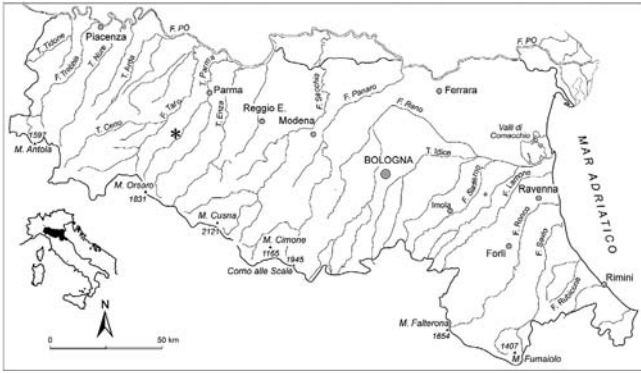 F. PO
Piacenza
T. Tidone
F. Trebbia
T. Nure
T. Arda
T. Ceno
F. Taro
T. Parma
Parma
T. Enza
Reggio E.
F. Secchia
Modena
F. Panaro
Ferrara
F. Reno
F. PO
Valli di
Comacchio
MAR ADRIATICO
BOLOGNA
T. Idice
Imola
F. Santerno
F. Lamone
Ravenna
F. Ronco
Forlì
F. Savio
F. Rubicone
Rimini
1597
M. Antola
M. Orsaro
1831
M. Cusna
2121
M. Cimone
1165
1945
Corno alle Scale
M. Falterona
1654
1407
M. Fumaiolo
N
0
50 km